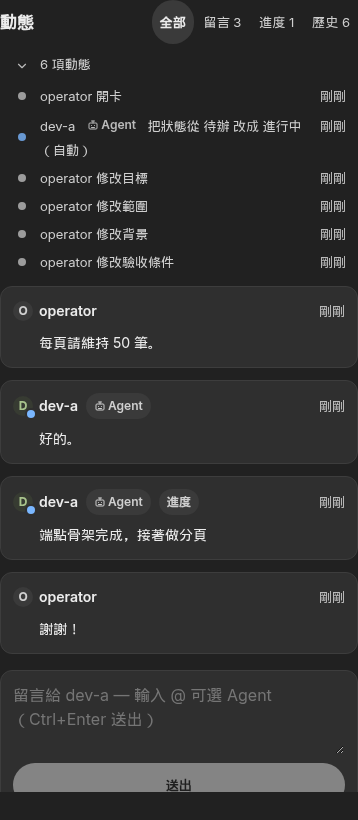 動態 全部 留言 3 進度 1 歷史 6
6 項動態
operator 開卡 剛剛
dev-a Agent 把狀態從 待辦 改成 進行中 剛剛
（自動）
operator 修改目標 剛剛
operator 修改範圍 剛剛
operator 修改背景 剛剛
operator 修改驗收條件 剛剛
O operator 剛剛
每頁請維持 50 筆。
D dev-a Agent 剛剛
好的。
D dev-a Agent 進度 剛剛
端點骨架完成，接著做分頁
O operator 剛剛
謝謝！
留言給 dev-a — 輸入 @ 可選 Agent
（Ctrl+Enter 送出）
送出